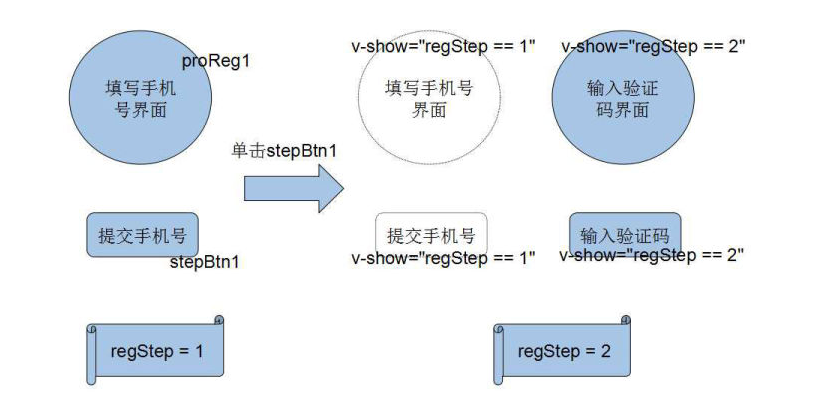 v-show="regStep == 1"
v-show="regStep == 2"
proReg1
填写手机
号界面
填写手机号
界面
输入验证
码界面
单击stepBtn1
提交手机号
stepBtn1
提交手机号
v-show="regStep == 1"
输入验证码
v-show="regStep == 2"
regStep = 1
regStep = 2